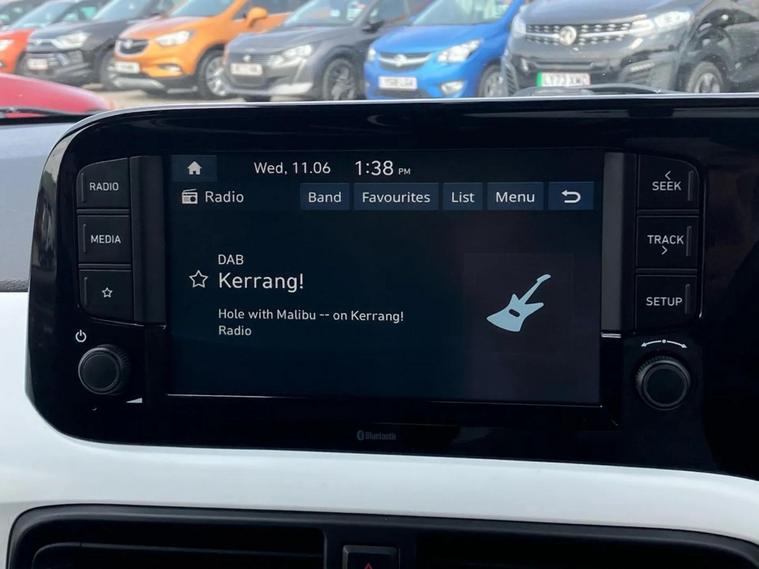 LY73XWC
Wed, 11.06 1:38 PM
Radio Band Favourites List Menu
RADIO
MEDIA
DAB
Kerrang!
Hole with Malibu -- on Kerrang!
Radio
SEEK
TRACK
SETUP
Bluetooth